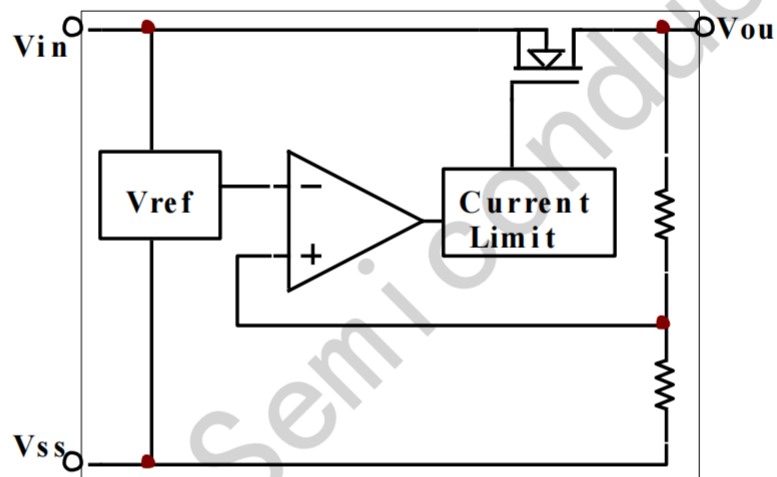 Vin
Vou
Vref
−
+
Current
Limit
Vss
Semiconduc